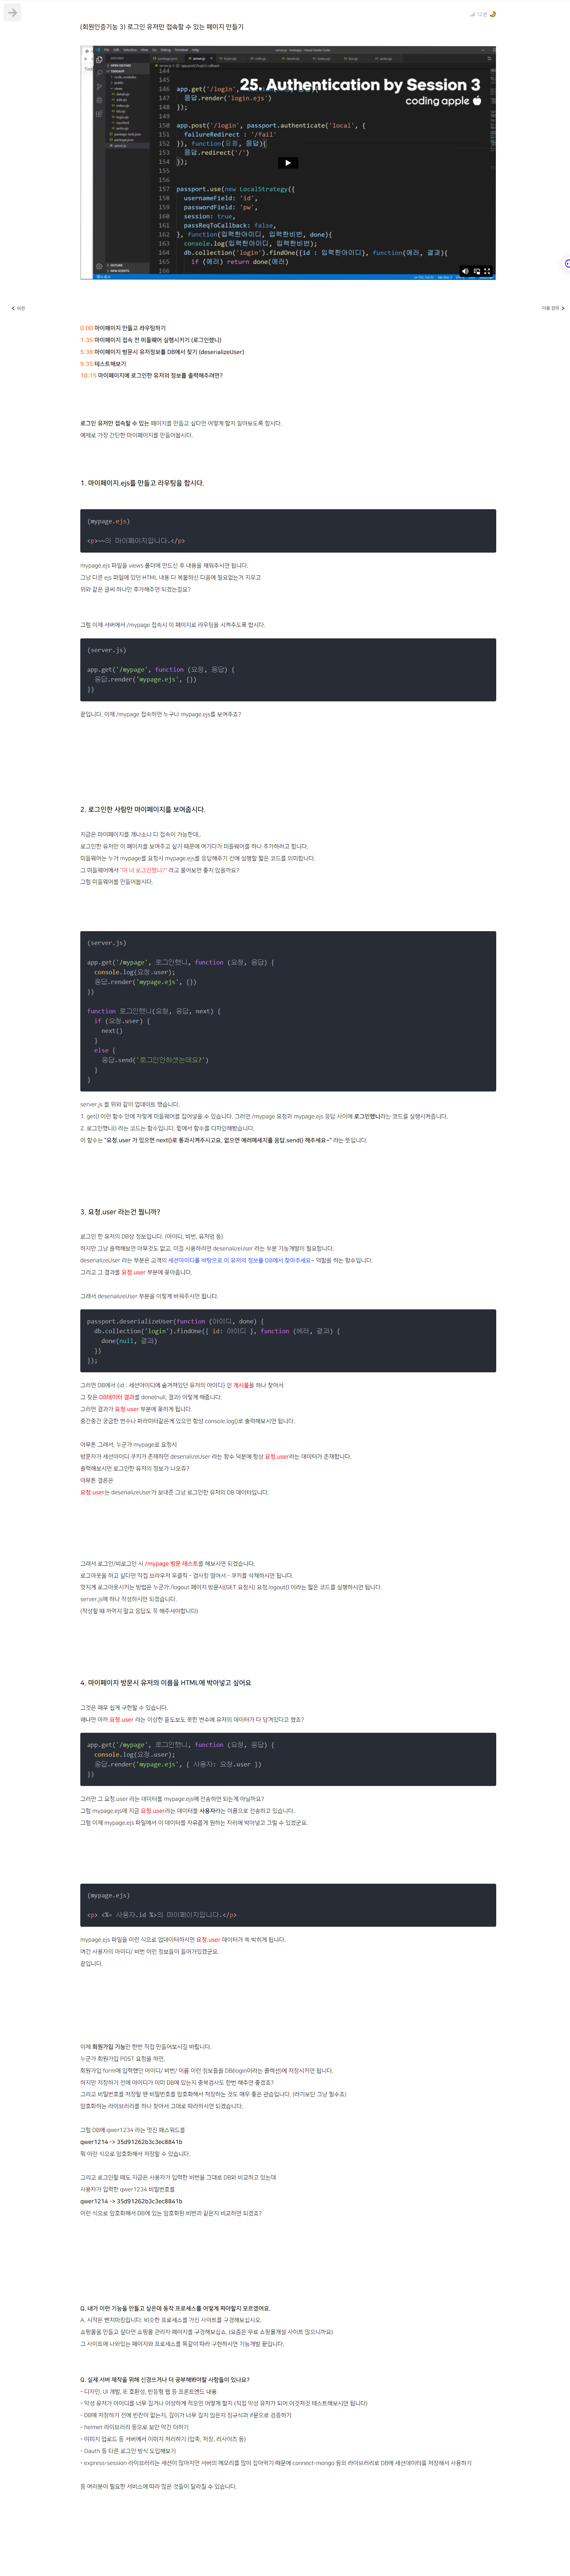 12분
(회원인증기능 3) 로그인 유저만 접속할 수 있는 페이지 만들기
25. Authentication by Session 3
coding apple
144
145
146 app.get('/login',
147 응답.render('login.ejs')
148 });
149
150 app.post('/login', passport.authenticate('local', {
151 failureRedirect : '/fail'
152 }), function(요청, 응답){
153 응답.redirect('/')
154 });
155
156
157 passport.use(new LocalStrategy({
158 usernameField: 'id',
159 passwordField: 'pw',
160 session: true,
161 passReqToCallback: false,
162 }, function(입력한아이디, 입력한비번, done){
163 console.log(입력한아이디, 입력한비번);
164 db.collection('login').findOne({id : 입력한아이디}, function(에러, 결과){
165 if (에러) return done(에러)
166
이전
다음 강의
0:00 마이페이지 만들고 라우팅하기
1:35 마이페이지 접속 전 미들웨어 실행시키기 (로그인했니)
5:38 마이페이지 방문시 유저정보를 DB에서 찾기 (deserializeUser)
9:35 테스트해보기
10:15 마이페이지에 로그인한 유저의 정보를 출력해주려면?
로그인 유저만 접속할 수 있는 페이지를 만들고 싶다면 어떻게 할지 알아보도록 합시다.
예제로 가장 간단한 마이페이지를 만들어봅시다.
1. 마이페이지.ejs를 만들고 라우팅을 합시다.
(mypage.ejs)
<p>~~의 마이페이지입니다.</p>
mypage.ejs 파일을 views 폴더에 만드신 후 내용을 채워주시면 됩니다.
그냥 다른 ejs 파일에 있던 HTML 내용 다 복붙하신 다음에 필요없는거 지우고
위와 같은 글씨 하나만 추가해주면 되겠는걸요?
그럼 이제 서버에서 /mypage 접속시 이 페이지로 라우팅을 시켜주도록 합시다.
(server.js)
app.get('/mypage', function (요청, 응답) {
응답.render('mypage.ejs', {})
})
끝입니다. 이제 /mypage 접속하면 누구나 mypage.ejs를 보여주죠?
2. 로그인한 사람만 마이페이지를 보여줍시다.
지금은 마이페이지를 개나소나 다 접속이 가능한데..
로그인한 유저만 이 페이지를 보여주고 싶기 때문에 여기다가 미들웨어를 하나 추가하려고 합니다.
미들웨어는 누가 mypage를 요청시 mypage.ejs를 응답해주기 전에 실행할 짧은 코드를 의미합니다.
그 미들웨어에서 "야 너 로그인했니?" 라고 물어보면 좋지 않을까요?
그럼 미들웨어를 만들어봅시다.
(server.js)
app.get('/mypage', 로그인했니, function (요청, 응답) {
console.log(요청.user);
응답.render('mypage.ejs', {})
})
function 로그인했니(요청, 응답, next) {
if (요청.user) {
next()
}
else {
응답.send('로그인안하셨는데요?')
}
}
server.js 를 위와 같이 업데이트 했습니다.
1. get() 이런 함수 안에 저렇게 미들웨어를 집어넣을 수 있습니다. 그러면 /mypage 요청과 mypage.ejs 응답 사이에 로그인했니라는 코드를 실행시켜줍니다.
2. 로그인했니() 라는 코드는 함수입니다. 밑에서 함수를 디자인해봤습니다.
이 함수는 "요청.user 가 있으면 next()로 통과시켜주시고요, 없으면 에러메세지를 응답.send() 해주세요~" 라는 뜻입니다.
3. 요청.user 라는건 뭡니까?
로그인 한 유저의 DB상 정보입니다. (아이디, 비번, 유저명 등)
하지만 그냥 출력해보면 아무것도 없고, 이걸 사용하려면 deserializeUser 라는 부분 기능개발이 필요합니다.
deserializeUser 라는 부분은 고객의 세션아이디를 바탕으로 이 유저의 정보를 DB에서 찾아주세요~ 역할을 하는 함수입니다.
그리고 그 결과를 요청.user 부분에 꽂아줍니다.
그래서 deserializeUser 부분을 이렇게 바꿔주시면 됩니다.
passport.deserializeUser(function (아이디, done) {
db.collection('login').findOne({ id: 아이디 }, function (에러, 결과) {
done(null, 결과)
})
});
그러면 DB에서 {id : 세션아이디에 숨겨져있던 유저의 아이디} 인 게시물을 하나 찾아서
그 찾은 DB데이터 결과를 done(null, 결과) 이렇게 해줍니다.
그러면 결과가 요청.user 부분에 꽂히게 됩니다.
중간중간 궁금한 변수나 파라미터같은게 있으면 항상 console.log()로 출력해보시면 됩니다.
아무튼 그래서, 누군가 mypage로 요청시
방문자가 세션아이디 쿠키가 존재하면 deserializeUser 라는 함수 덕분에 항상 요청.user라는 데이터가 존재합니다.
출력해보시면 로그인한 유저의 정보가 나오쥬?
아무튼 결론은
요청.user는 deserializeUser가 보내준 그냥 로그인한 유저의 DB 데이터입니다.
그래서 로그인/비로그인 시 /mypage 방문 테스트를 해보시면 되겠습니다.
로그아웃을 하고 싶다면 직접 브라우저 우클릭 - 검사창 열어서 - 쿠키를 삭제하시면 됩니다.
멋지게 로그아웃시키는 방법은 누군가 /logout 페이지 방문시(GET 요청시) 요청.logout() 이라는 짧은 코드를 실행하시면 됩니다.
server.js에 하나 작성하시면 되겠습니다.
(작성할 때 까먹지 말고 응답도 꼭 해주셔야합니다)
4. 마이페이지 방문시 유저의 이름을 HTML에 박아넣고 싶어요
그것은 매우 쉽게 구현할 수 있습니다.
왜냐면 아까 요청.user 라는 이상한 듣도보도 못한 변수에 유저의 데이터가 다 담겨있다고 했죠?
app.get('/mypage', 로그인했니, function (요청, 응답) {
console.log(요청.user);
응답.render('mypage.ejs', { 사용자: 요청.user })
})
그러면 그 요청.user 라는 데이터를 mypage.ejs에 전송하면 되는게 아닐까요?
그럼 mypage.ejs에 지금 요청.user라는 데이터를 사용자라는 이름으로 전송하고 있습니다.
그럼 이제 mypage.ejs 파일에서 이 데이터를 자유롭게 원하는 자리에 박아넣고 그럴 수 있겠군요.
(mypage.ejs)
<p> <%= 사용자.id %>의 마이페이지입니다.</p>
mypage.ejs 파일을 이런 식으로 업데이트하시면 요청.user 데이터가 쏙 박히게 됩니다.
여긴 사용자의 아이디/ 비번 이런 정보들이 들어가있겠군요.
끝입니다.
이제 회원가입 기능만 한번 직접 만들어보시길 바랍니다.
누군가 회원가입 POST 요청을 하면,
회원가입 form에 입력했던 아이디/ 비번/ 이름 이런 정보들을 DB(login이라는 콜렉션)에 저장시키면 됩니다.
하지만 저장하기 전에 아이디가 이미 DB에 있는지 중복검사도 한번 해주면 좋겠죠?
그리고 비밀번호를 저장할 땐 비밀번호를 암호화해서 저장하는 것도 매우 좋은 관습입니다. (라기보단 그냥 필수죠)
암호화하는 라이브러리를 하나 찾아서 그대로 따라하시면 되겠습니다.
그럼 DB에 qwer1234 라는 멋진 패스워드를
qwer1214 -> 35d91262b3c3ec8841b
뭐 이런 식으로 암호화해서 저장할 수 있습니다.
그리고 로그인할 때도 지금은 사용자가 입력한 비번을 그대로 DB와 비교하고 있는데
사용자가 입력한 qwer1234 비밀번호를
qwer1214 -> 35d91262b3c3ec8841b
이런 식으로 암호화해서 DB에 있는 암호화된 비번과 같은지 비교하면 되겠죠?
Q. 내가 이런 기능을 만들고 싶은데 동작 프로세스를 어떻게 짜야할지 모르겠어요.
A. 시작은 벤치마킹입니다. 비슷한 프로세스를 가진 사이트를 구경해보십시오.
쇼핑몰을 만들고 싶다면 쇼핑몰 관리자 페이지를 구경해보십쇼. (요즘은 무료 쇼핑몰개설 사이트 많으니까요)
그 사이트에 나와있는 페이지와 프로세스를 똑같이 따라 구현하시면 기능개발 끝입니다.
Q. 실제 서버 제작을 위해 신경쓰거나 더 공부해봐야할 사항들이 있나요?
- 디자인, UI 개발, IE 호환성, 반응형 웹 등 프론트엔드 내용
- 악성 유저가 아이디를 너무 길거나 이상하게 적으면 어떻게 할지 (직접 악성 유저가 되어 이것저것 테스트해보시면 됩니다)
- DB에 저장하기 전에 빈칸이 없는지, 길이가 너무 길지 않은지 정규식과 if문으로 검증하기
- helmet 라이브러리 등으로 보안 약간 더하기
- 이미지 업로드 등 서버에서 이미지 처리하기 (압축, 저장, 리사이즈 등)
- Oauth 등 다른 로그인 방식 도입해보기
- express-session 라이브러리는 세션이 많아지면 서버의 메모리를 많이 잡아먹기 때문에 connect-mongo 등의 라이브러리로 DB에 세션데이터를 저장해서 사용하기
등 여러분이 필요한 서비스에 따라 많은 것들이 달라질 수 있습니다.